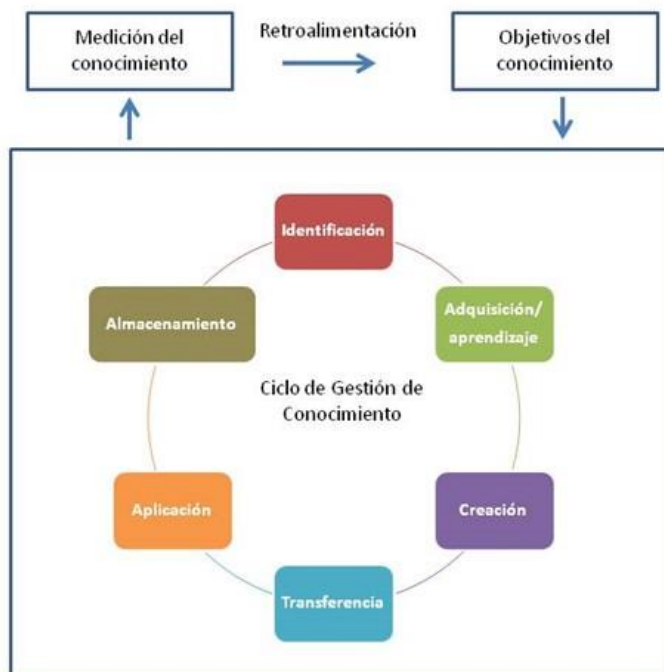 Medición del
conocimiento
Retroalimentación
Objetivos del
conocimiento
Identificación
Almacenamiento
Adquisición/
aprendizaje
Ciclo de Gestión de
Conocimiento
Aplicación
Creación
Transferencia